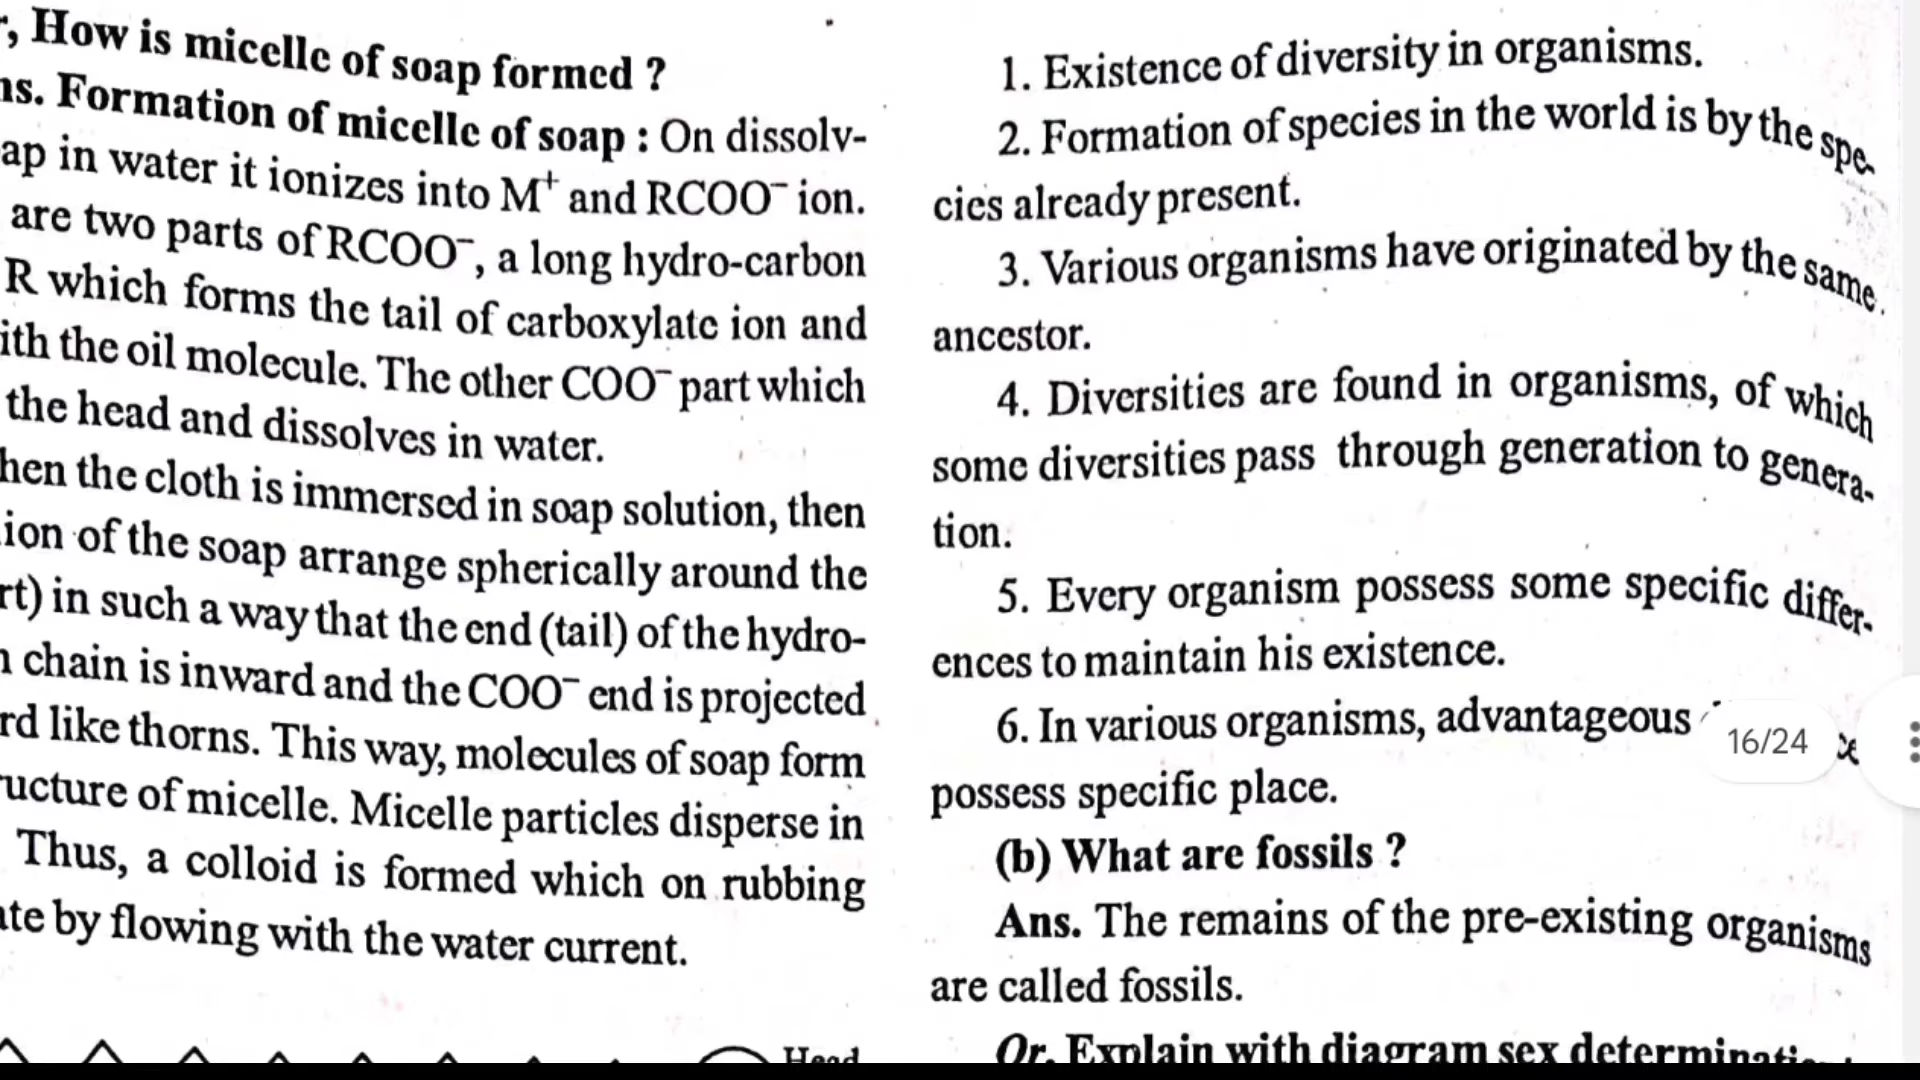 How is micelle of soap formed ?
Formation of micelle of soap : On dissolv-
in water it ionizes into M⁺ and RCOO⁻ ion.
are two parts of RCOO⁻, a long hydro-carbon
R which forms the tail of carboxylate ion and
the oil molecule. The other COO⁻ part which
the head and dissolves in water.
the cloth is immersed in soap solution, then
ion of the soap arrange spherically around the
in such a way that the end (tail) of the hydro-
chain is inward and the COO⁻ end is projected
like thorns. This way, molecules of soap form
of micelle. Micelle particles disperse in
Thus, a colloid is formed which on rubbing
by flowing with the water current.
Head
1. Existence of diversity in organisms.
2. Formation of species in the world is by the spe-
cies already present.
3. Various organisms have originated by the same
ancestor.
4. Diversities are found in organisms, of which
some diversities pass through generation to genera-
tion.
5. Every organism possess some specific differ-
ences to maintain his existence.
6. In various organisms, advantageous
16/24
possess specific place.
(b) What are fossils ?
Ans. The remains of the pre-existing organisms
are called fossils.
Or, Explain with diagram sex